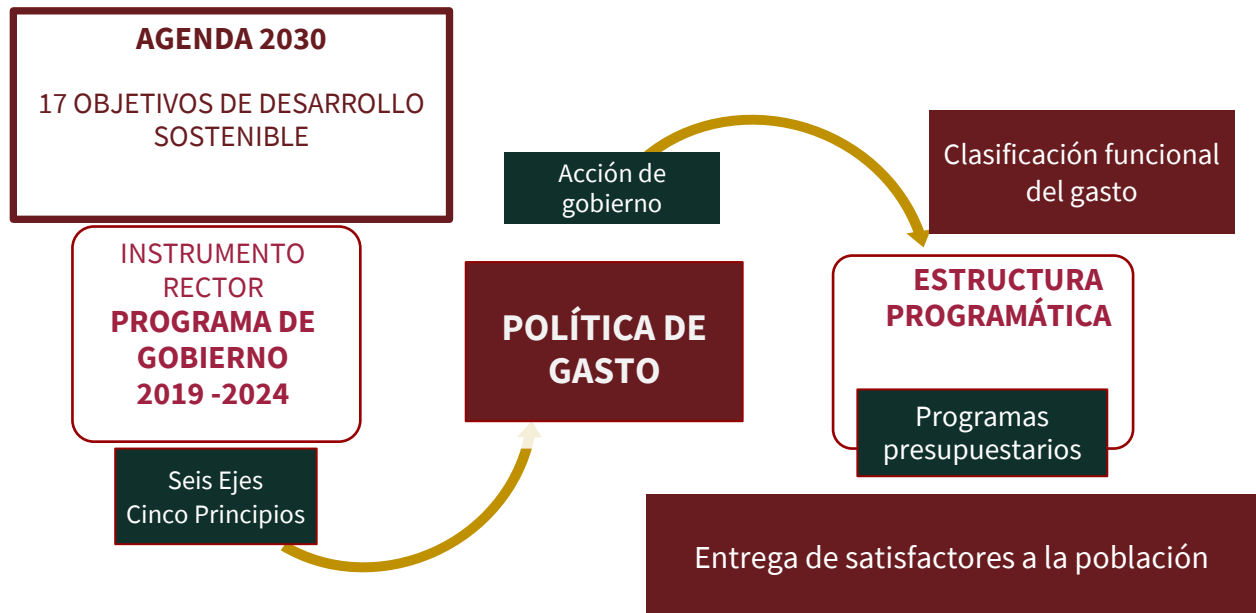 AGENDA 2030
17 OBJETIVOS DE DESARROLLO
SOSTENIBLE
INSTRUMENTO
RECTOR
PROGRAMA DE
GOBIERNO
2019 -2024
Seis Ejes
Cinco Principios
Acción de
gobierno
POLÍTICA DE
GASTO
Clasificación funcional
del gasto
ESTRUCTURA
PROGRAMÁTICA
Programas
presupuestarios
Entrega de satisfactores a la población